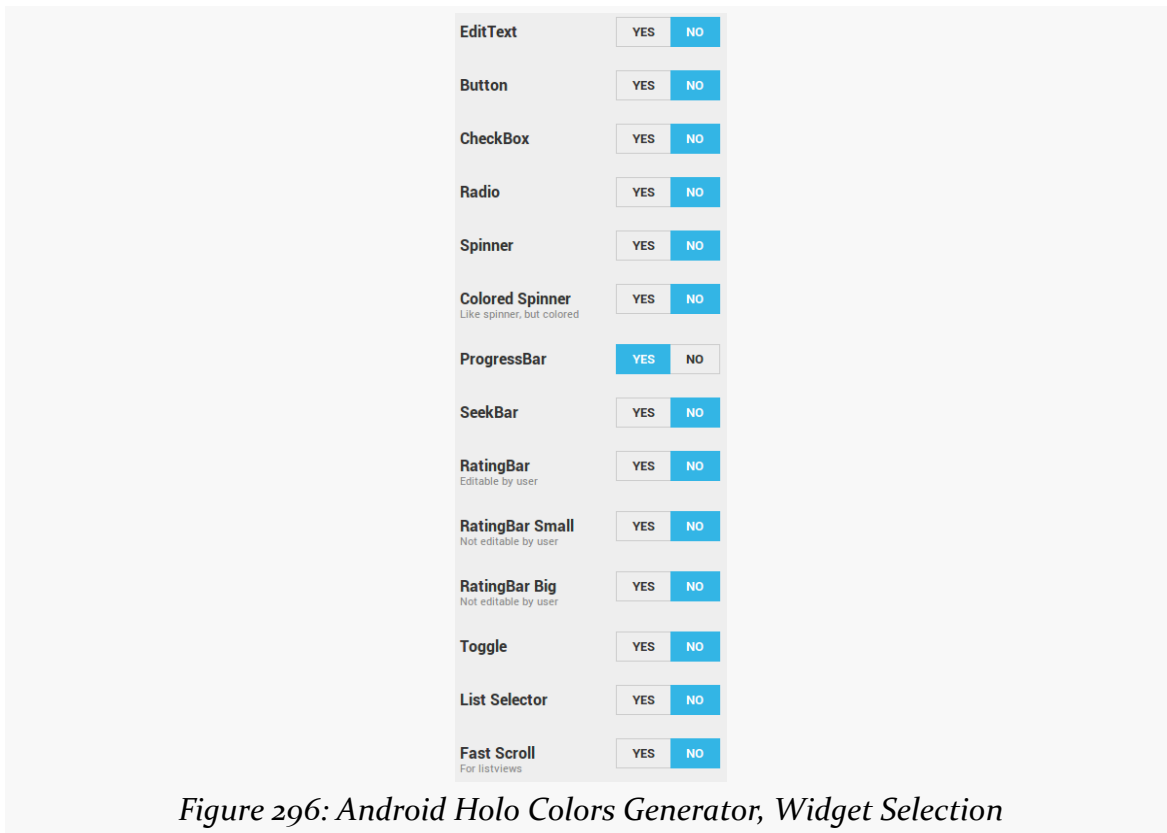 EditText YES NO
Button YES NO
CheckBox YES NO
Radio YES NO
Spinner YES NO
Colored Spinner YES NO
Like spinner, but colored
ProgressBar YES NO
SeekBar YES NO
RatingBar YES NO
Editable by user
RatingBar Small YES NO
Not editable by user
RatingBar Big YES NO
Not editable by user
Toggle YES NO
List Selector YES NO
Fast Scroll YES NO
For listviews
Figure 296: Android Holo Colors Generator, Widget Selection